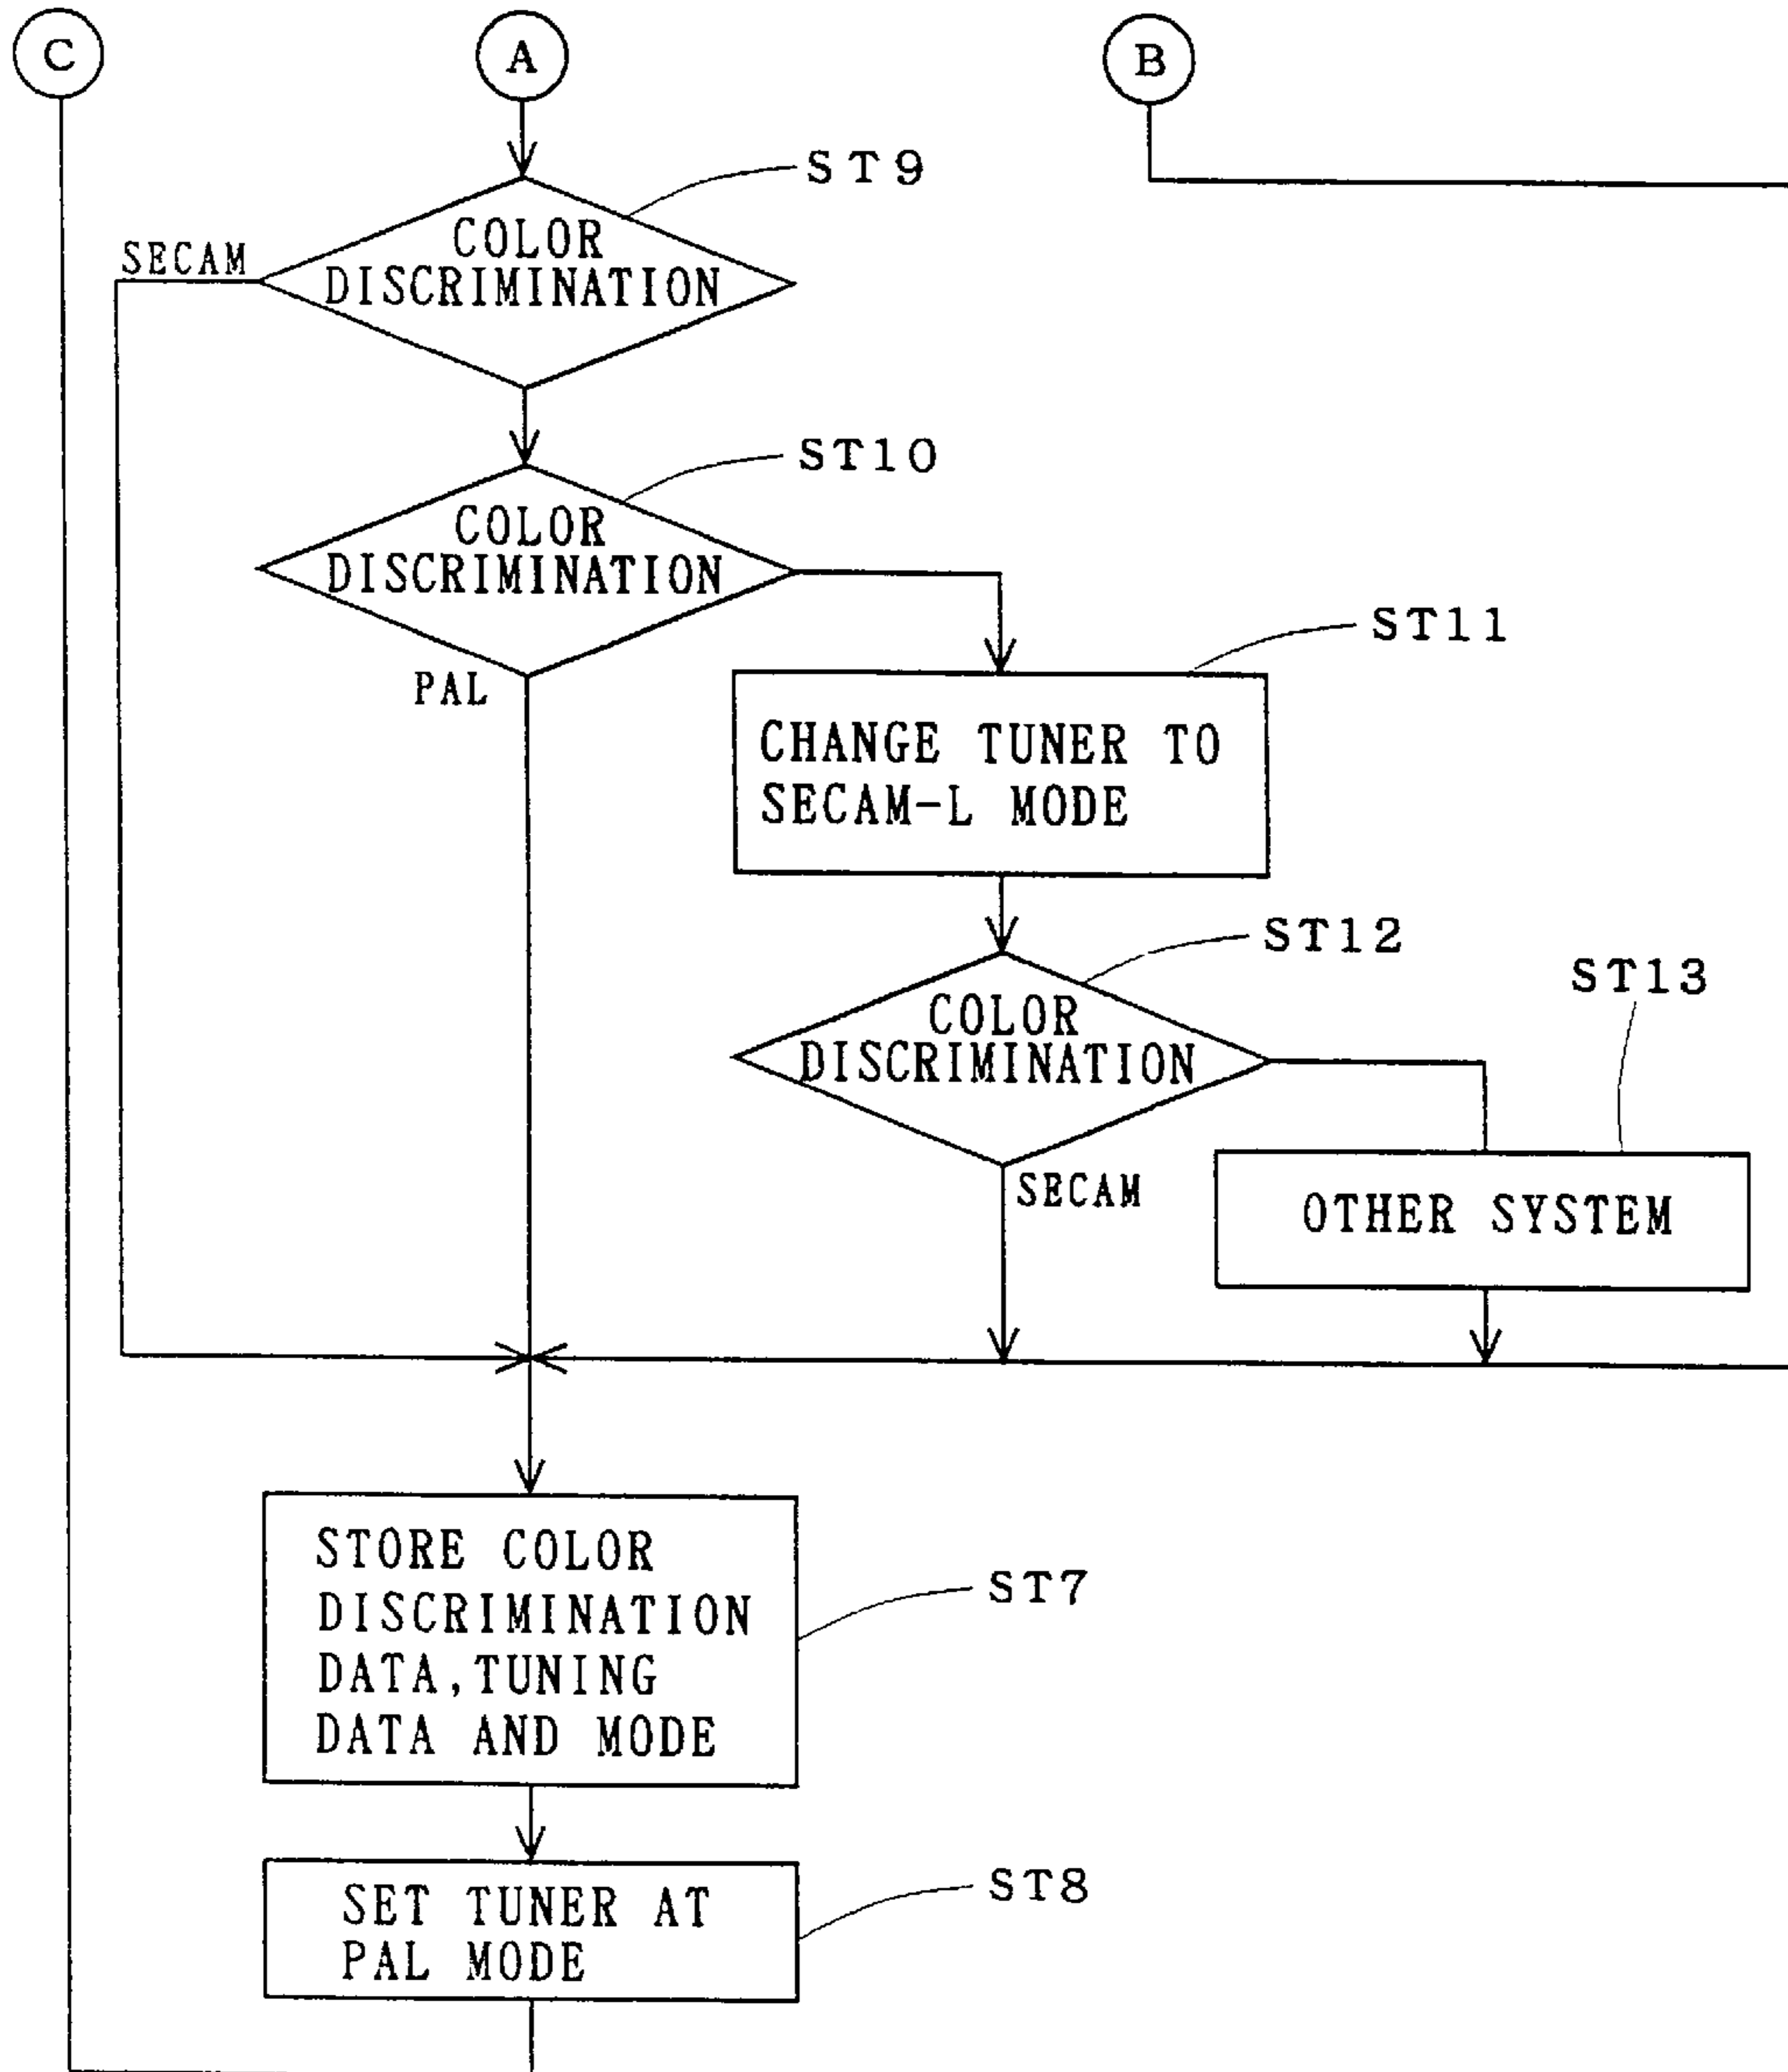 C
A
B
ST9
SECAM
COLOR
DISCRIMINATION
ST10
COLOR
DISCRIMINATION
PAL
ST11
CHANGE TUNER TO
SECAM-L MODE
ST12
COLOR
DISCRIMINATION
SECAM
ST13
OTHER SYSTEM
STORE COLOR
DISCRIMINATION
DATA, TUNING
DATA AND MODE
ST7
SET TUNER AT
PAL MODE
ST8